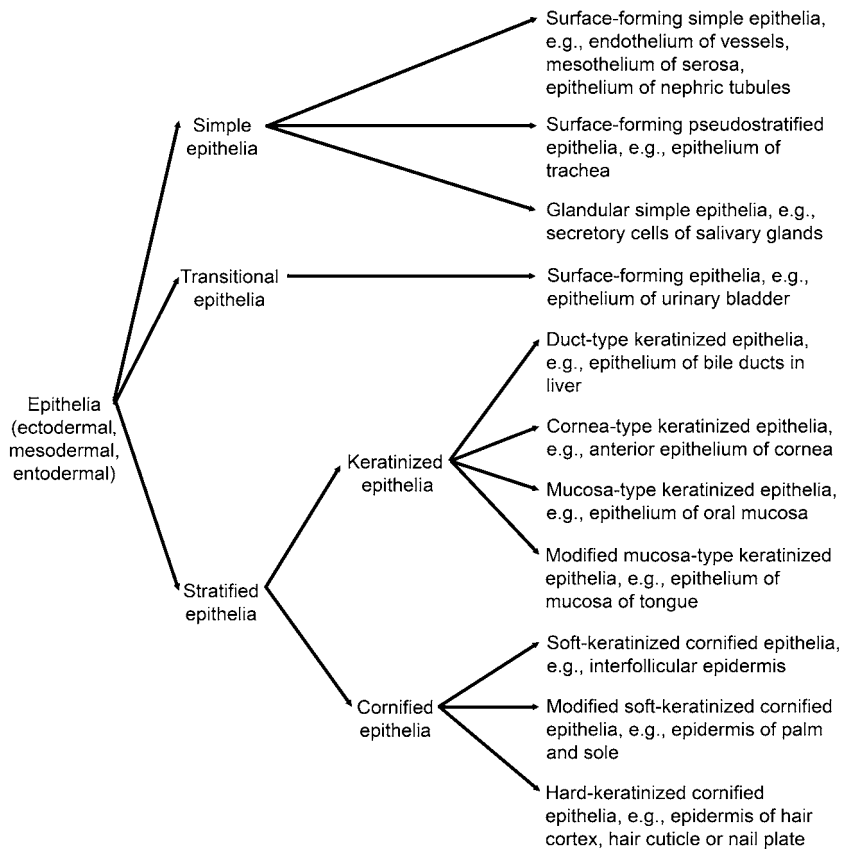 Surface-forming simple epithelia,
e.g., endothelium of vessels,
mesothelium of serosa,
epithelium of nephric tubules
Simple
epithelia
Surface-forming pseudostratified
epithelia, e.g., epithelium of
trachea
Glandular simple epithelia, e.g.,
secretory cells of salivary glands
Transitional
epithelia
Surface-forming epithelia, e.g.,
epithelium of urinary bladder
Epithelia
(ectodermal,
mesodermal,
entodermal)
Duct-type keratinized epithelia,
e.g., epithelium of bile ducts in
liver
Keratinized
epithelia
Cornea-type keratinized epithelia,
e.g., anterior epithelium of cornea
Mucosa-type keratinized epithelia,
e.g., epithelium of oral mucosa
Modified mucosa-type keratinized
epithelia, e.g., epithelium of
mucosa of tongue
Stratified
epithelia
Soft-keratinized cornified epithelia,
e.g., interfollicular epidermis
Cornified
epithelia
Modified soft-keratinized cornified
epithelia, e.g., epidermis of palm
and sole
Hard-keratinized cornified
epithelia, e.g., epidermis of hair
cortex, hair cuticle or nail plate